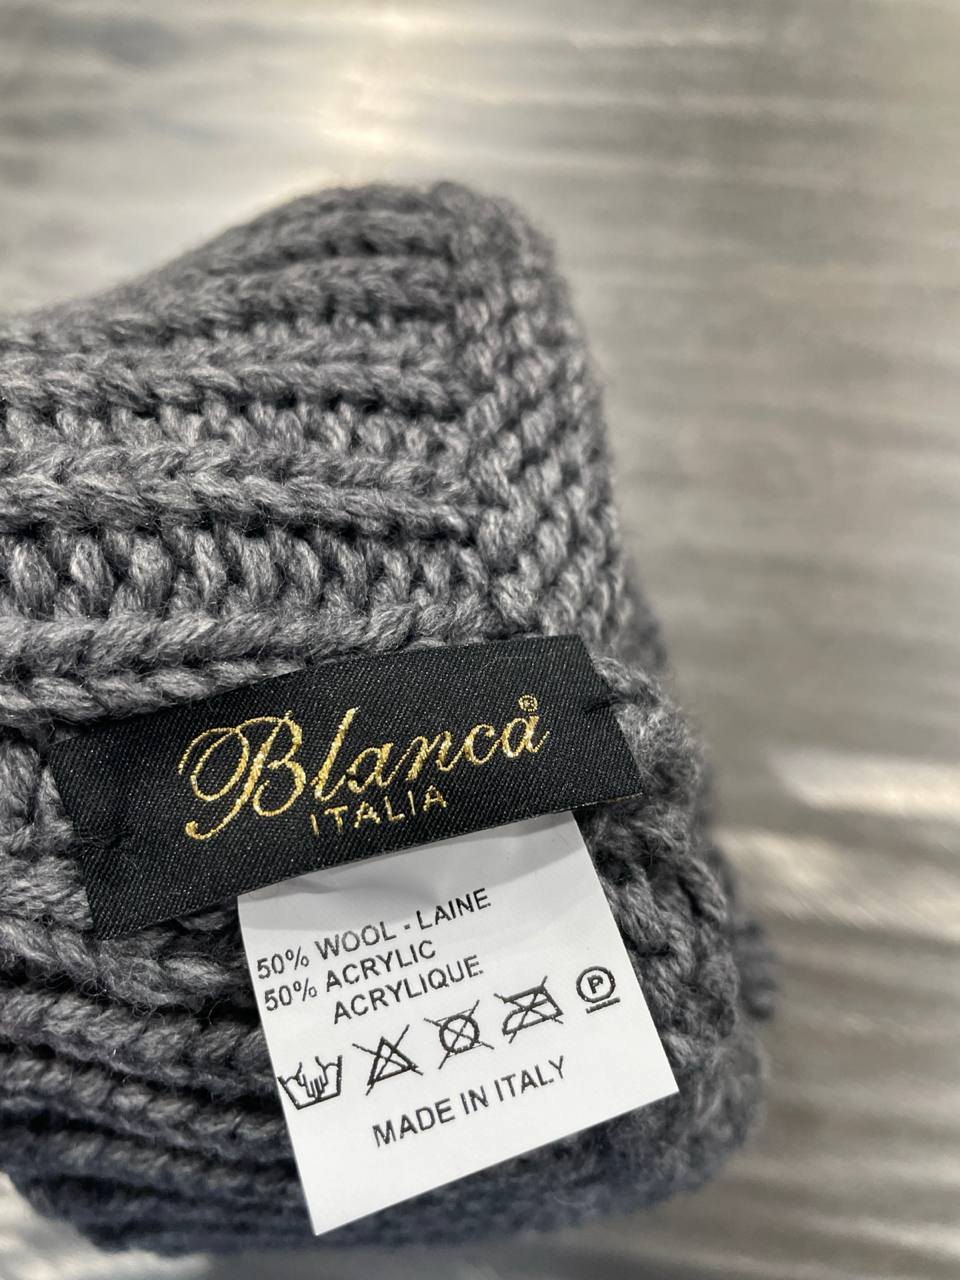 Blanca®
ITALIA
50% WOOL - LAINE
50% ACRYLIC
ACRYLIQUE
P
MADE IN ITALY